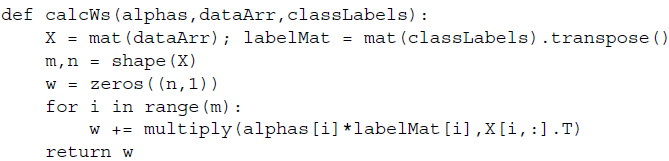 def calcWs(alphas,dataArr,classLabels):
    X = mat(dataArr); labelMat = mat(classLabels).transpose()
    m,n = shape(X)
    w = zeros((n,1))
    for i in range(m):
        w += multiply(alphas[i]*labelMat[i],X[i,:].T)
    return w